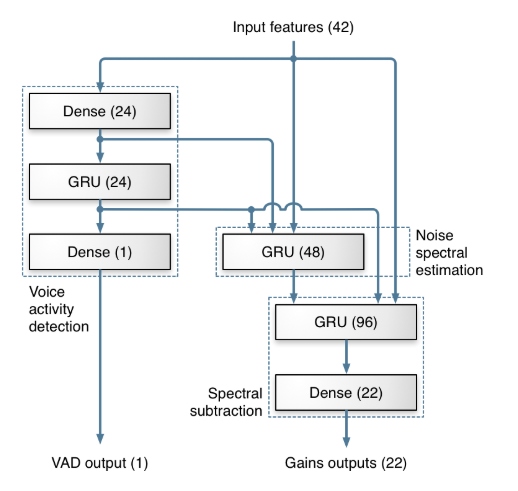 Input features (42)
Dense (24)
GRU (24)
Dense (1)
Voice
activity
detection
GRU (48)
Noise
spectral
estimation
GRU (96)
Dense (22)
Spectral
subtraction
VAD output (1)
Gains outputs (22)